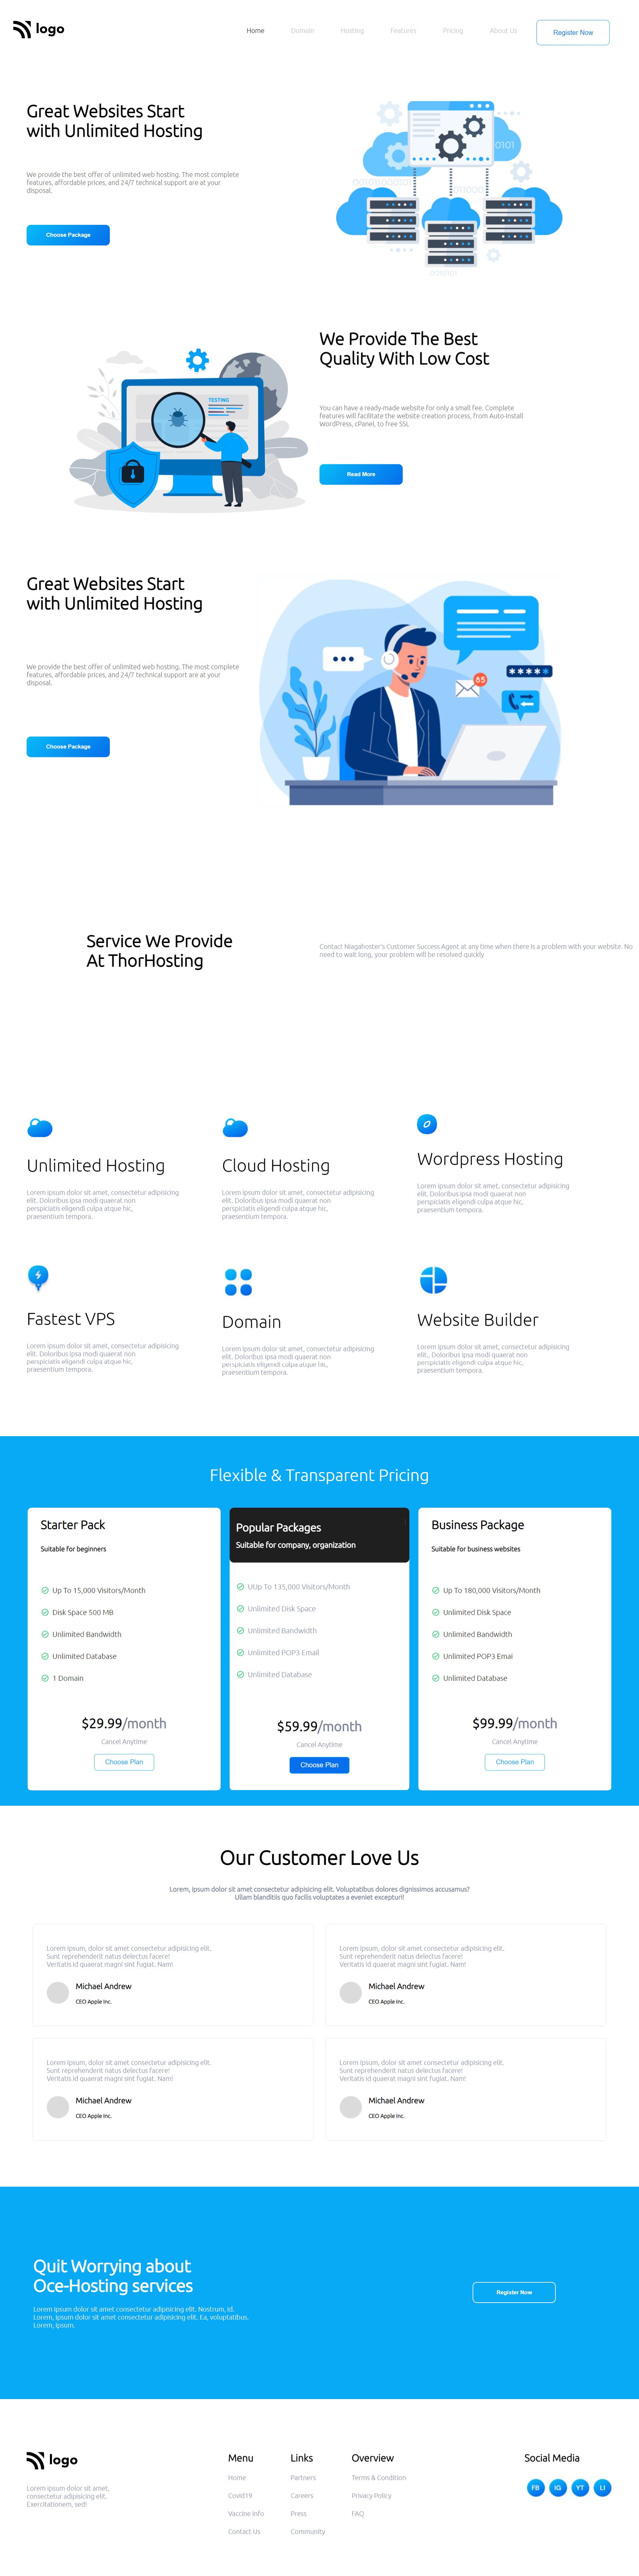 logo
Home Domain Hosting Features Pricing About Us Register Now
Great Websites Start
with Unlimited Hosting
We provide the best offer of unlimited web hosting. The most complete
features, affordable prices, and 24/7 technical support are at your
disposal.
Choose Package
0101
001011000101
01000
0010101
We Provide The Best
Quality With Low Cost
You can have a ready-made website for only a small fee. Complete
features will facilitate the website creation process, from Auto-Install
WordPress, cPanel, to free SSL
Read More
TESTING
Great Websites Start
with Unlimited Hosting
We provide the best offer of unlimited web hosting. The most complete
features, affordable prices, and 24/7 technical support are at your
disposal.
Choose Package
85
*****
Service We Provide
At ThorHosting
Contact Niagahoster's Customer Success Agent at any time when there is a problem with your website. No
need to wait long, your problem will be resolved quickly
Unlimited Hosting
Lorem ipsum dolor sit amet, consectetur adipisicing
elit. Doloribus ipsa modi quaerat non
perspiciatis eligendi culpa atque hic,
praesentium tempora.
Cloud Hosting
Lorem ipsum dolor sit amet, consectetur adipisicing
elit. Doloribus ipsa modi quaerat non
perspiciatis eligendi culpa atque hic,
praesentium tempora.
Wordpress Hosting
Lorem ipsum dolor sit amet, consectetur adipisicing
elit. Doloribus ipsa modi quaerat non
perspiciatis eligendi culpa atque hic,
praesentium tempora.
Fastest VPS
Lorem ipsum dolor sit amet, consectetur adipisicing
elit. Doloribus ipsa modi quaerat non
perspiciatis eligendi culpa atque hic,
praesentium tempora.
Domain
Lorem ipsum dolor sit amet, consectetur adipisicing
elit. Doloribus ipsa modi quaerat non
perspiciatis eligendi culpa atque hic,
praesentium tempora.
Website Builder
Lorem ipsum dolor sit amet, consectetur adipisicing
elit., Doloribus ipsa modi quaerat non
perspiciatis eligendi culpa atque hic,
praesentium tempora.
Flexible & Transparent Pricing
Starter Pack
Suitable for beginners
Up To 15,000 Visitors/Month
Disk Space 500 MB
Unlimited Bandwidth
Unlimited Database
1 Domain
$29.99/month
Cancel Anytime
Choose Plan
Popular Packages
Suitable for company, organization
UUp To 135,000 Visitors/Month
Unlimited Disk Space
Unlimited Bandwidth
Unlimited POP3 Email
Unlimited Database
$59.99/month
Cancel Anytime
Choose Plan
Business Package
Suitable for business websites
Up To 180,000 Visitors/Month
Unlimited Disk Space
Unlimited Bandwidth
Unlimited POP3 Emai
Unlimited Database
$99.99/month
Cancel Anytime
Choose Plan
Our Customer Love Us
Lorem, ipsum dolor sit amet consectetur adipisicing elit. Voluptatibus dolores dignissimos accusamus?
Ullam blanditiis quo facilis voluptates a eveniet excepturi!
Lorem ipsum, dolor sit amet consectetur adipisicing elit.
Sunt reprehenderit natus delectus facere!
Veritatis id quaerat magni sint fugiat. Nam!
Michael Andrew
CEO Apple Inc.
Lorem ipsum, dolor sit amet consectetur adipisicing elit.
Sunt reprehenderit natus delectus facere!
Veritatis id quaerat magni sint fugiat. Nam!
Michael Andrew
CEO Apple Inc.
Lorem ipsum, dolor sit amet consectetur adipisicing elit.
Sunt reprehenderit natus delectus facere!
Veritatis id quaerat magni sint fugiat. Nam!
Michael Andrew
CEO Apple Inc.
Lorem ipsum, dolor sit amet consectetur adipisicing elit.
Sunt reprehenderit natus delectus facere!
Veritatis id quaerat magni sint fugiat. Nam!
Michael Andrew
CEO Apple Inc.
Quit Worrying about
Oce-Hosting services
Lorem ipsum dolor sit amet consectetur adipisicing elit. Nostrum, id.
Lorem, ipsum dolor sit amet consectetur adipisicing elit. Ea, voluptatibus.
Lorem, ipsum.
Register Now
logo
Lorem ipsum dolor sit amet,
consectetur adipisicing elit.
Exercitationem, sed!
Menu
Home
Covid19
Vaccine Info
Contact Us
Links
Partners
Careers
Press
Community
Overview
Terms & Condition
Privacy Policy
FAQ
Social Media
FB IG YT LI